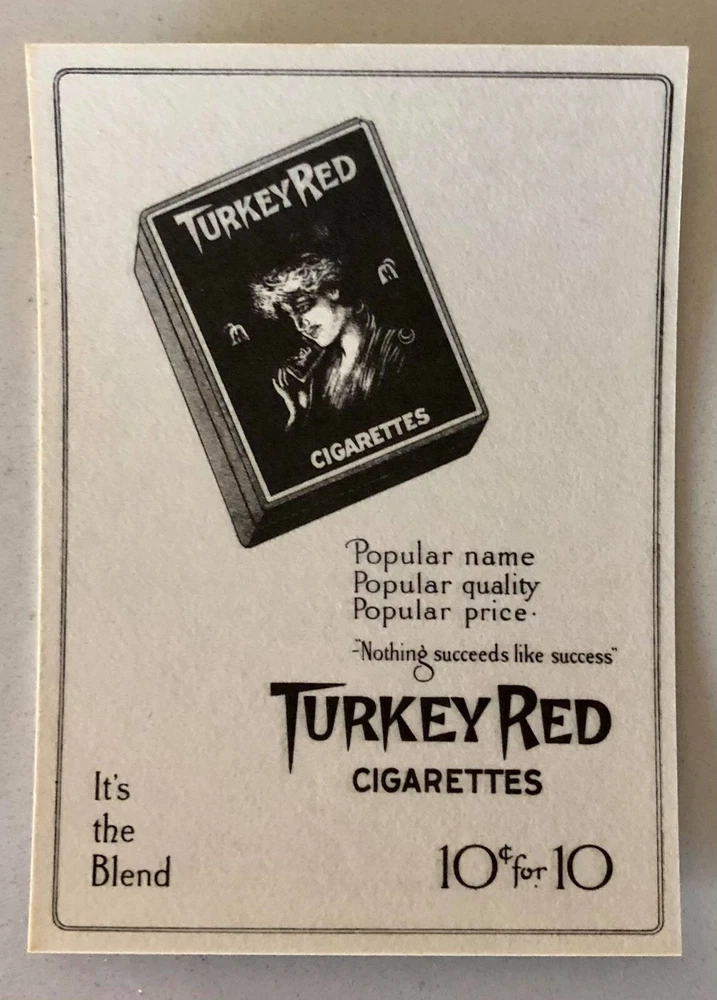 TURKEY RED
CIGARETTES
Popular name
Popular quality
Popular price.
-"Nothing succeeds like success"
TURKEY RED
CIGARETTES
It's
the
Blend
10¢ for 10